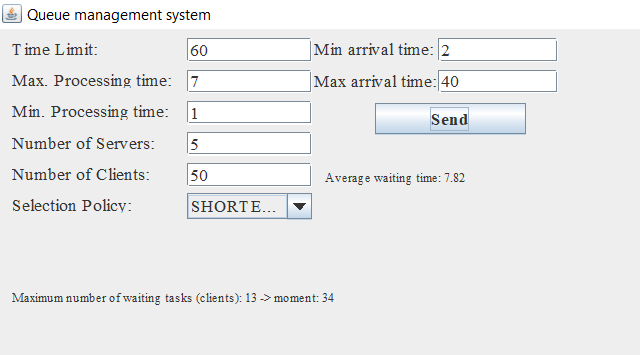 Queue management system
Time Limit: 60 Min arrival time: 2
Max. Processing time: 7 Max arrival time: 40
Min. Processing time: 1
Send
Number of Servers: 5
Number of Clients: 50
Average waiting time: 7.82
Selection Policy: SHORTE...
Maximum number of waiting tasks (clients): 13 -> moment: 34